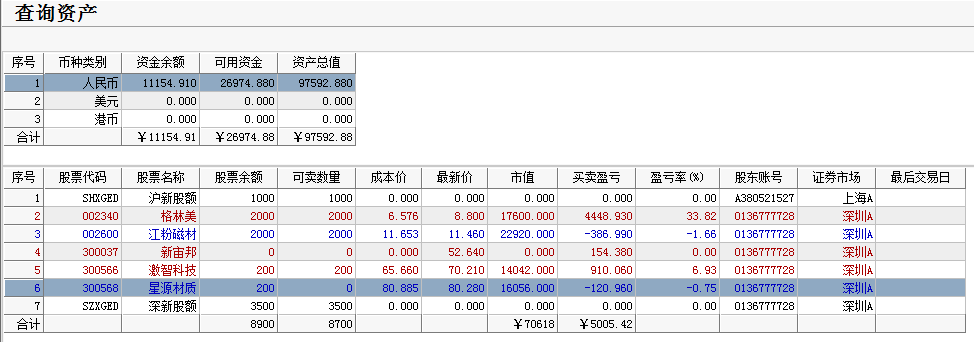 查询资产
序号 币种类别 资金余额 可用资金 资产总值
1 人民币 11154.910 26974.880 97592.880
2 美元 0.000 0.000 0.000
3 港币 0.000 0.000 0.000
合计 ￥11154.91 ￥26974.88 ￥97592.88
序号 股票代码 股票名称 股票余额 可卖数量 成本价 最新价 市值 买卖盈亏 盈亏率(%) 股东账号 证券市场 最后交易日
1 SHXGED 沪新股额 1000 1000 0.000 0.000 0.000 0.000 0.00 A380521527 上海A
2 002340 格林美 2000 2000 6.576 8.800 17600.000 4448.930 33.82 0136777728 深圳A
3 002600 江粉磁材 2000 2000 11.653 11.460 22920.000 -386.990 -1.66 0136777728 深圳A
4 300037 新宙邦 0 0 0.000 52.640 0.000 154.380 0.00 0136777728 深圳A
5 300566 激智科技 200 200 65.660 70.210 14042.000 910.060 6.93 0136777728 深圳A
6 300568 星源材质 200 0 80.885 80.280 16056.000 -120.960 -0.75 0136777728 深圳A
7 SZXGED 深新股额 3500 3500 0.000 0.000 0.000 0.000 0.00 0136777728 深圳A
合计 8900 8700 ￥70618 ￥5005.42